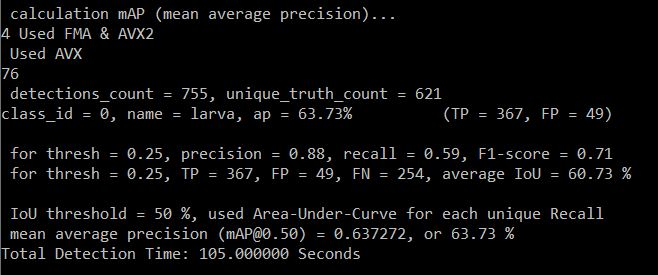 calculation mAP (mean average precision)...
4 Used FMA & AVX2
Used AVX
76
detections_count = 755, unique_truth_count = 621
class_id = 0, name = larva, ap = 63.73% (TP = 367, FP = 49)
for thresh = 0.25, precision = 0.88, recall = 0.59, F1-score = 0.71
for thresh = 0.25, TP = 367, FP = 49, FN = 254, average IoU = 60.73 %
IoU threshold = 50 %, used Area-Under-Curve for each unique Recall
mean average precision (mAP@0.50) = 0.637272, or 63.73 %
Total Detection Time: 105.000000 Seconds